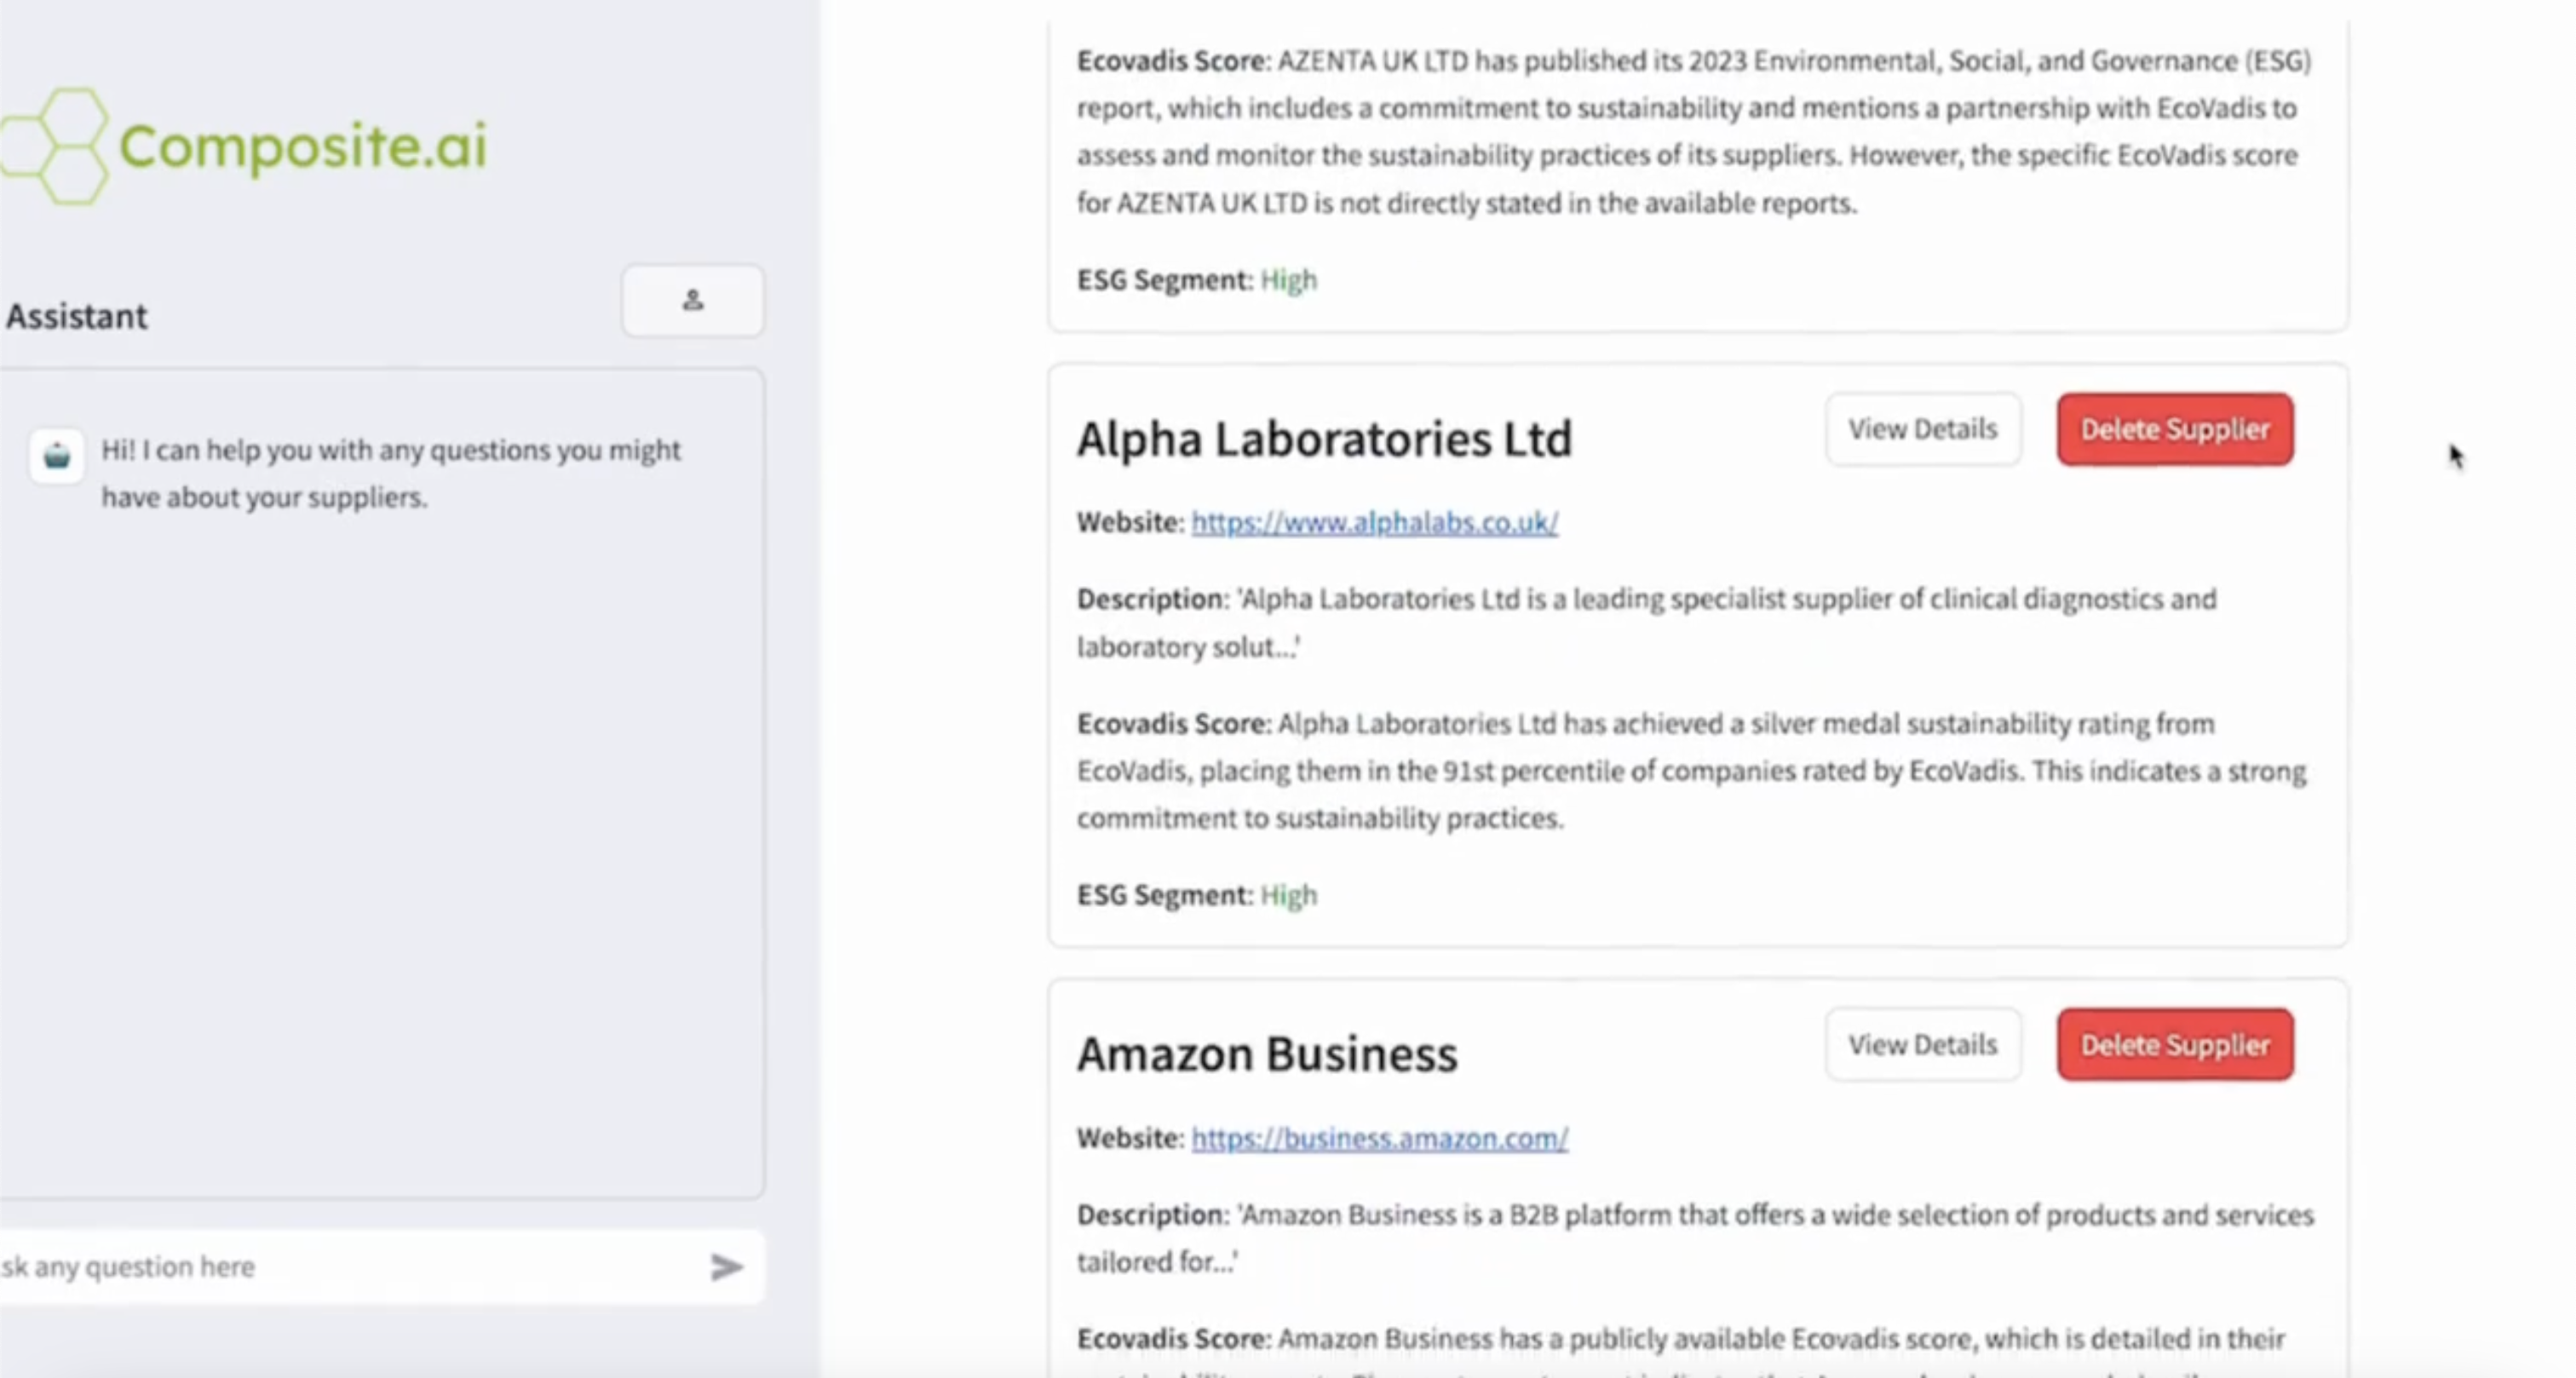 Composite.ai
Assistant
Hi! I can help you with any questions you might
have about your suppliers.
sk any question here
Ecovadis Score: AZENTA UK LTD has published its 2023 Environmental, Social, and Governance (ESG)
report, which includes a commitment to sustainability and mentions a partnership with EcoVadis to
assess and monitor the sustainability practices of its suppliers. However, the specific EcoVadis score
for AZENTA UK LTD is not directly stated in the available reports.
ESG Segment: High
Alpha Laboratories Ltd
View Details
Delete Supplier
Website: https://www.alphalabs.co.uk/
Description: 'Alpha Laboratories Ltd is a leading specialist supplier of clinical diagnostics and
laboratory solut...'
Ecovadis Score: Alpha Laboratories Ltd has achieved a silver medal sustainability rating from
EcoVadis, placing them in the 91st percentile of companies rated by EcoVadis. This indicates a strong
commitment to sustainability practices.
ESG Segment: High
Amazon Business
View Details
Delete Supplier
Website: https://business.amazon.com/
Description: 'Amazon Business is a B2B platform that offers a wide selection of products and services
tailored for...'
Ecovadis Score: Amazon Business has a publicly available Ecovadis score, which is detailed in their